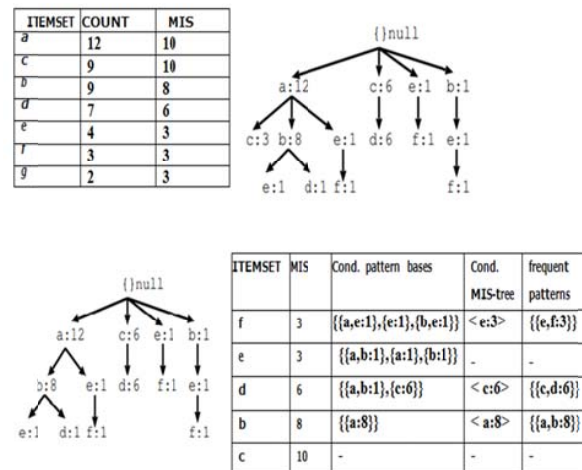 ITEMSET COUNT MIS
a 12 10
c 9 10
b 9 8
d 7 6
e 4 3
f 3 3
g 2 3
{}null
a:12 c:6 e:1 b:1
c:3 b:8 e:1 d:6 f:1 e:1
e:1 d:1 f:1 f:1
{}null
a:12 c:6 e:1 b:1
b:8 e:1 d:6 f:1 e:1
e:1 d:1 f:1 f:1
ITEMSET MIS Cond. pattern bases Cond. frequent
MIS-tree patterns
f 3 {{a,e:1},{e:1},{b,e:1}} <e:3> {{e,f:3}}
e 3 {{a,b:1},{a:1},{b:1}} - -
d 6 {{a,b:1},{c:6}} <c:6> {{c,d:6}}
b 8 {{a:8}} <a:8> {{a,b:8}}
c 10 - - -